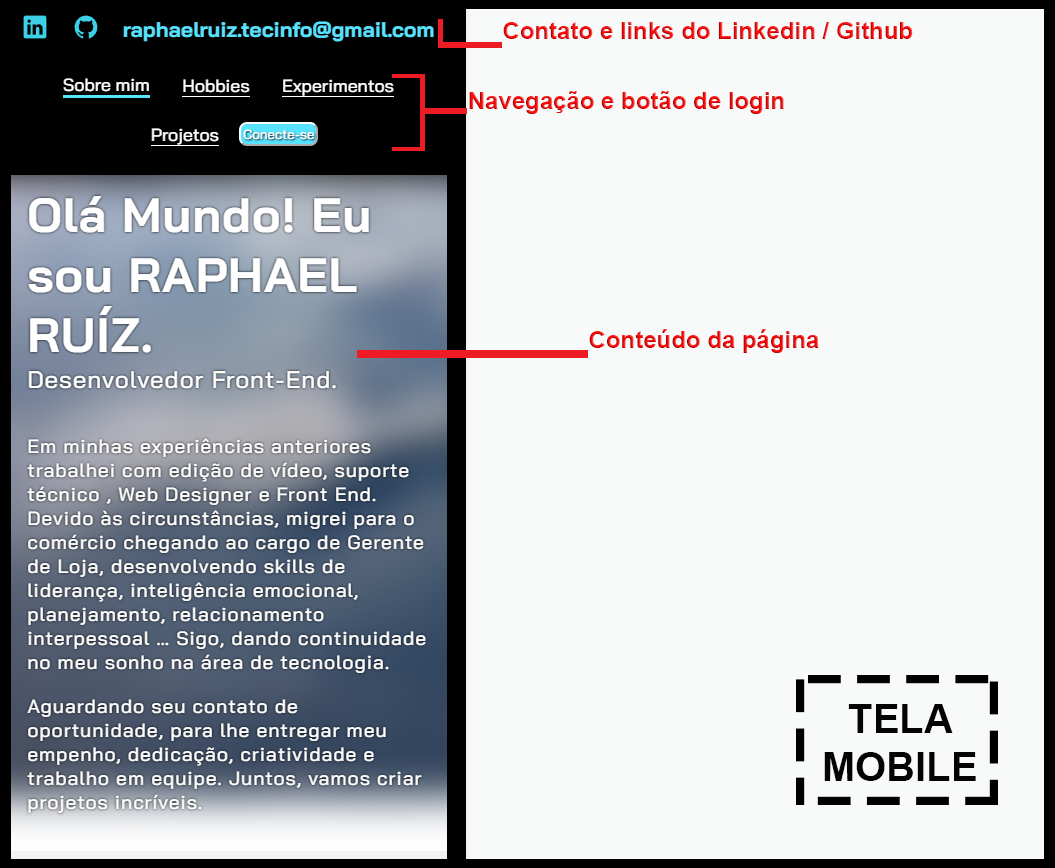 in
raphaelruiz.tecinfo@gmail.com
Contato e links do Linkedin / Github
Sobre mim Hobbies Experimentos
Navegação e botão de login
Projetos Conecte-se
Olá Mundo! Eu
sou RAPHAEL
RUÍZ.
Conteúdo da página
Desenvolvedor Front-End.
Em minhas experiências anteriores
trabalhei com edição de vídeo, suporte
técnico , Web Designer e Front End.
Devido às circunstâncias, migrei para o
comércio chegando ao cargo de Gerente
de Loja, desenvolvendo skills de
liderança, inteligência emocional,
planejamento, relacionamento
interpessoal ... Sigo, dando continuidade
no meu sonho na área de tecnologia.
Aguardando seu contato de
oportunidade, para lhe entregar meu
empenho, dedicação, criatividade e
trabalho em equipe. Juntos, vamos criar
projetos incríveis.
TELA
MOBILE